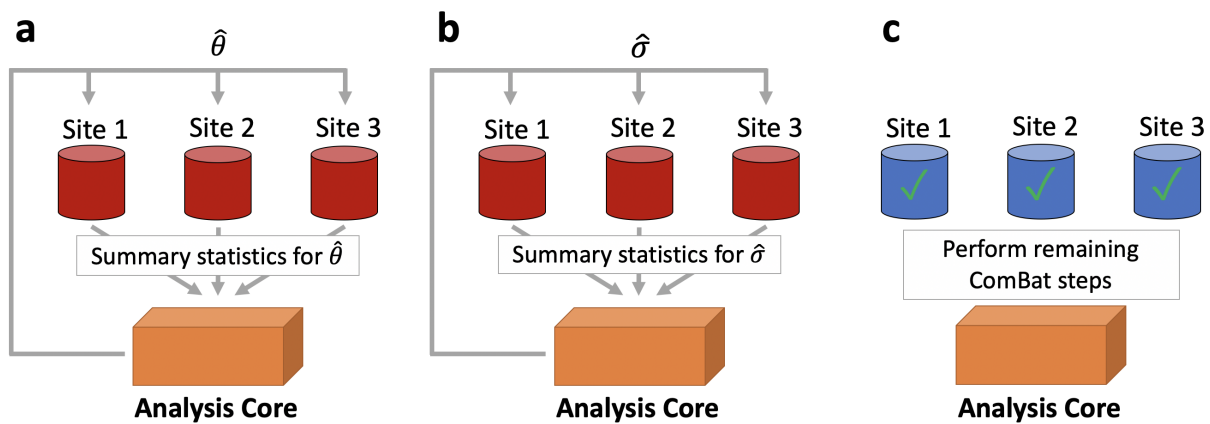 a
θ̂
Site 1 Site 2 Site 3
Summary statistics for θ̂
Analysis Core
b
σ̂
Site 1 Site 2 Site 3
Summary statistics for σ̂
Analysis Core
c
Site 1 Site 2 Site 3
Perform remaining
ComBat steps
Analysis Core